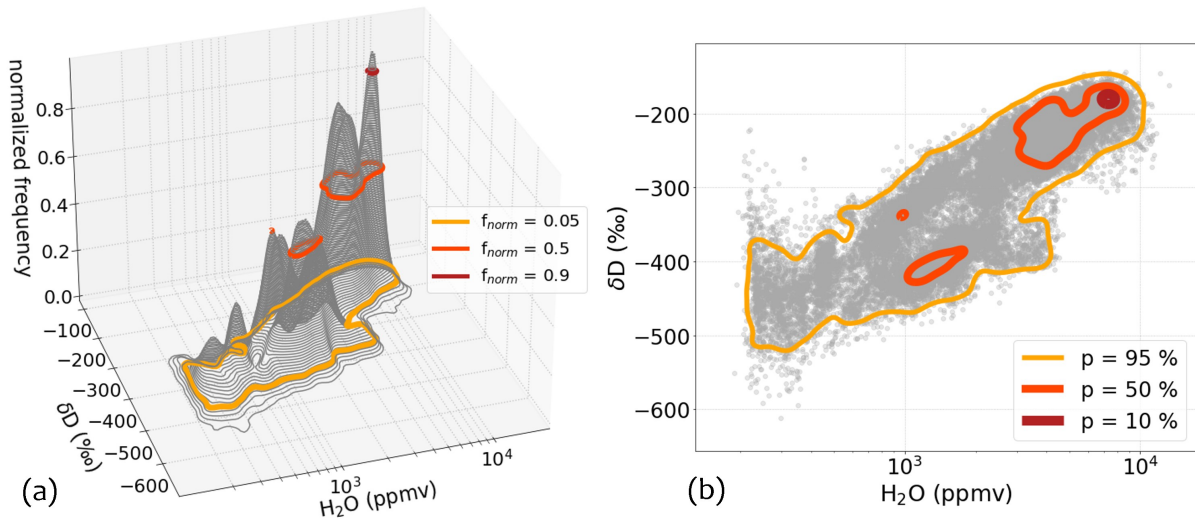 normalized frequency
0.8
0.6
0.4
0.2
0.0
−100
−200
−300
−400
−500
−600
δD (‰)
10³
10⁴
H₂O (ppmv)
f_norm = 0.05
f_norm = 0.5
f_norm = 0.9
(a)
δD (‰)
−200
−300
−400
−500
−600
10³
10⁴
H₂O (ppmv)
p = 95 %
p = 50 %
p = 10 %
(b)